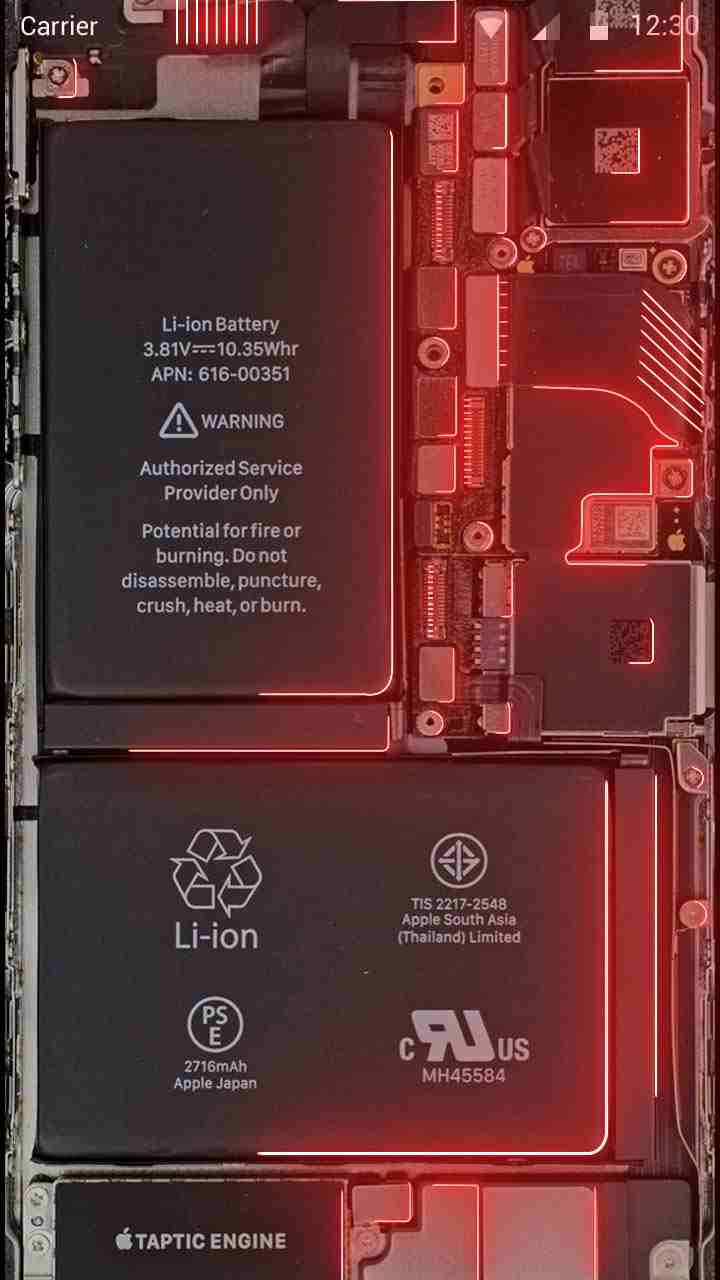 Carrier
12:30
Li-ion Battery
3.81V⎓10.35Whr
APN: 616-00351
WARNING
Authorized Service
Provider Only
Potential for fire or
burning. Do not
disassemble, puncture,
crush, heat, or burn.
Li-ion
TIS 2217-2548
Apple South Asia
(Thailand) Limited
PS
E
2716mAh
Apple Japan
c RU US
MH45584
TAPTIC ENGINE